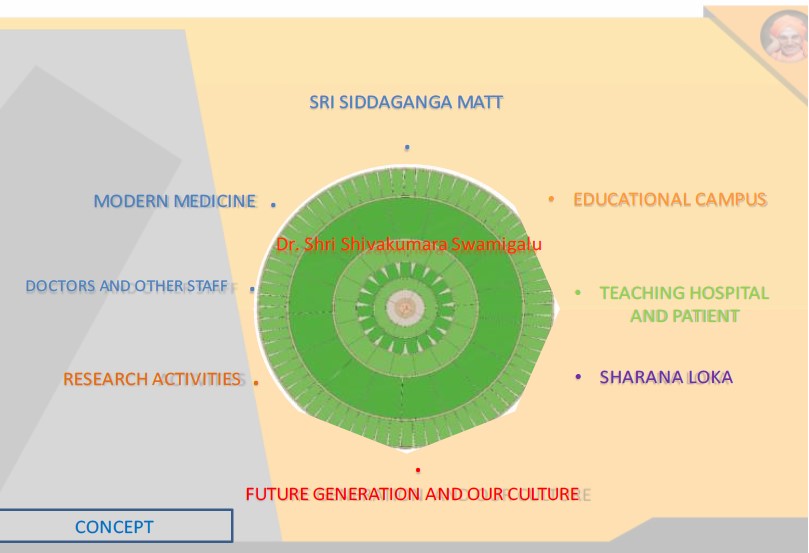 SRI SIDDAGANGA MATT
MODERN MEDICINE
EDUCATIONAL CAMPUS
Dr. Shri Shivakumara Swamigalu
DOCTORS AND OTHER STAFF
TEACHING HOSPITAL
AND PATIENT
RESEARCH ACTIVITIES
SHARANA LOKA
FUTURE GENERATION AND OUR CULTURE
CONCEPT